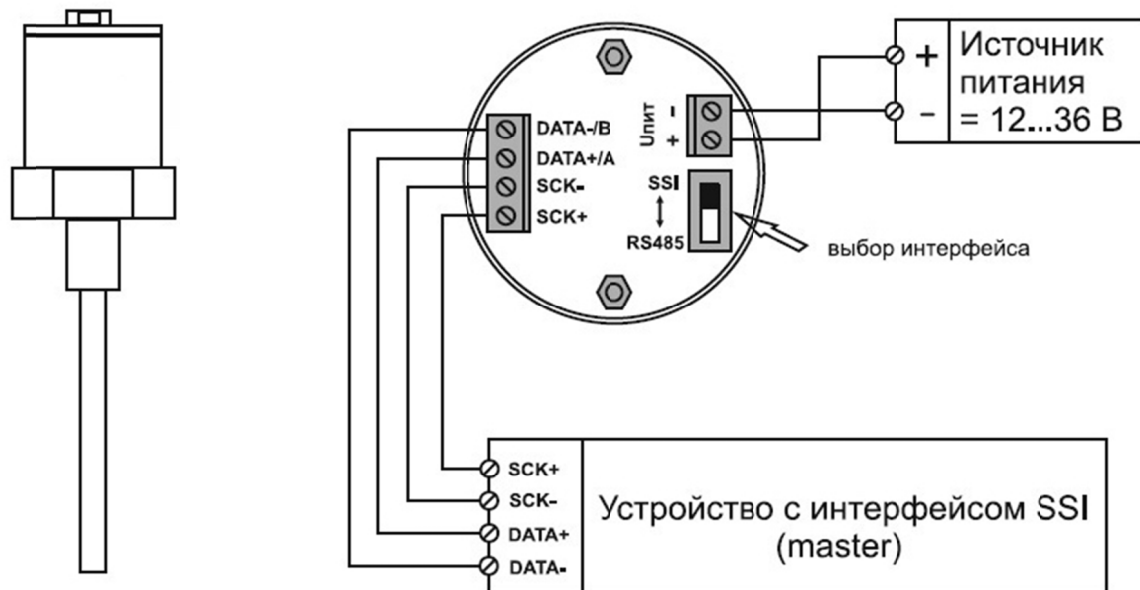 DATA-/B
DATA+/A
SCK-
SCK+
Uпит
-
+
SSI
RS485
выбор интерфейса
+
-
Источник
питания
= 12...36 В
SCK+
SCK-
DATA+
DATA-
Устройство с интерфейсом SSI
(master)